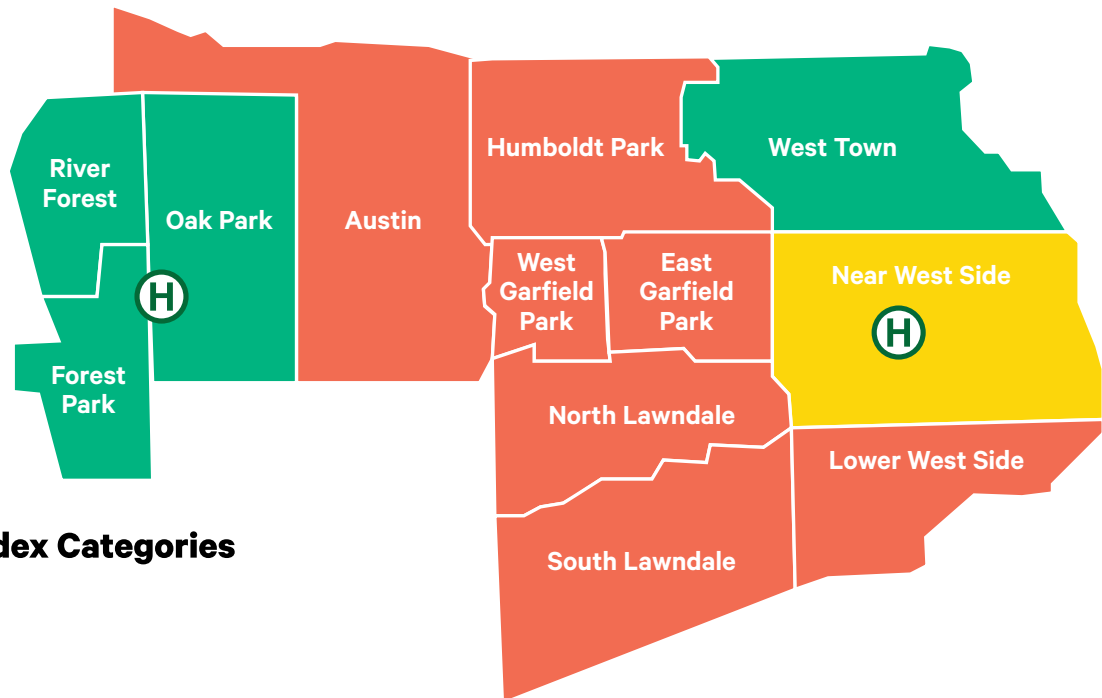 Humboldt Park
West Town
River
Forest
Oak Park
Austin
West
Garfield
Park
East
Garfield
Park
Near West Side
H
H
Forest
Park
North Lawndale
Lower West Side
dex Categories
South Lawndale